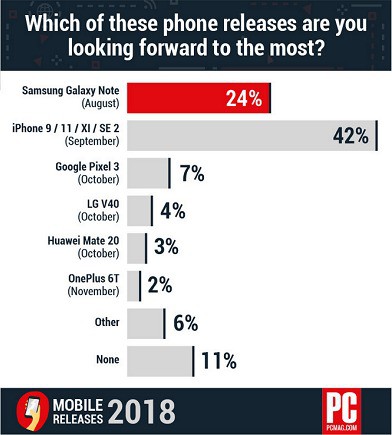 Which of these phone releases are you
looking forward to the most?
Samsung Galaxy Note
(August)
24%
iPhone 9 / 11 / XI / SE 2
(September)
42%
Google Pixel 3
(October)
7%
LG V40
(October)
4%
Huawei Mate 20
(October)
3%
OnePlus 6T
(November)
2%
Other
6%
None
11%
MOBILE
RELEASES 2018
PC
PCMAG.COM